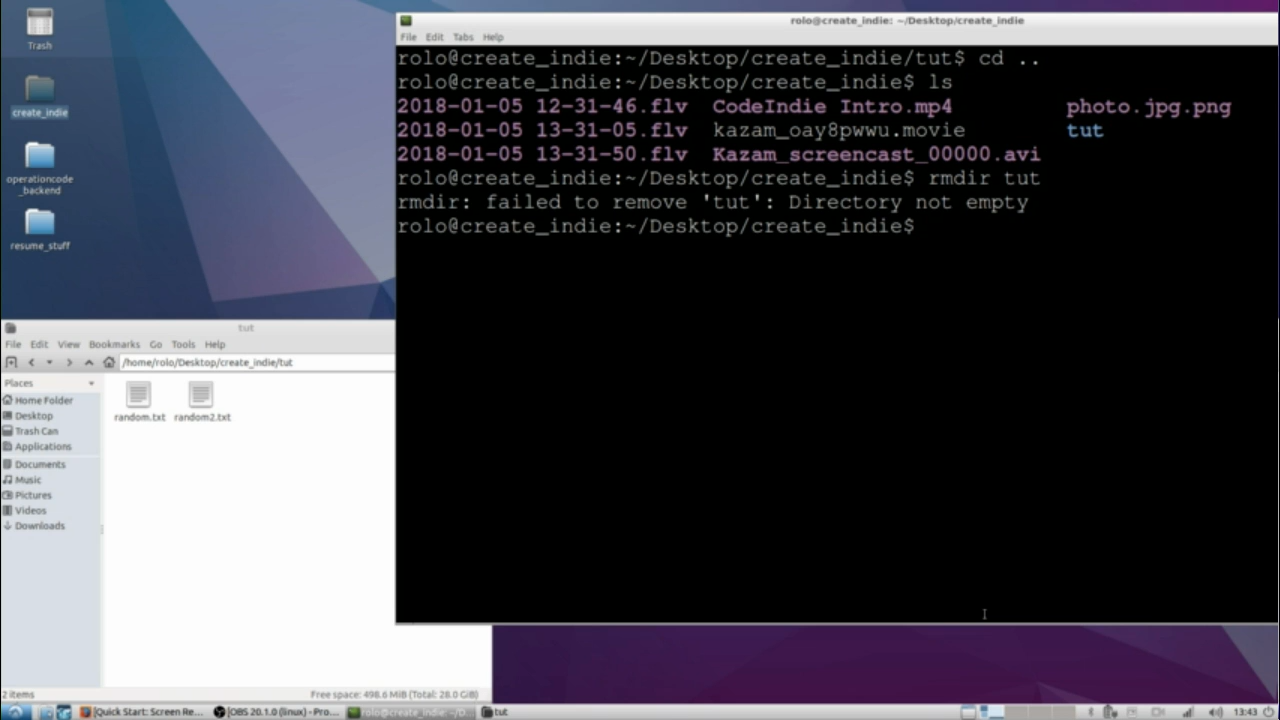 Trash
create_indie
operationcode
_backend
resume_stuff
rolo@create_indie: ~/Desktop/create_indie
File Edit Tabs Help
rolo@create_indie:~/Desktop/create_indie/tut$ cd ..
rolo@create_indie:~/Desktop/create_indie$ ls
2018-01-05 12-31-46.flv CodeIndie Intro.mp4 photo.jpg.png
2018-01-05 13-31-05.flv kazam_oay8pwwu.movie tut
2018-01-05 13-31-50.flv Kazam_screencast_00000.avi
rolo@create_indie:~/Desktop/create_indie$ rmdir tut
rmdir: failed to remove 'tut': Directory not empty
rolo@create_indie:~/Desktop/create_indie$
tut
File Edit View Bookmarks Go Tools Help
/home/rolo/Desktop/create_indie/tut
Places
Home Folder
Desktop
Trash Can
Applications
Documents
Music
Pictures
Videos
Downloads
random.txt random2.txt
2 items Free space: 498.6 MiB (Total: 28.0 GiB)
[Quick Start: Screen Re... [OBS 20.1.0 (linux) - Pro... rolo@create_indie: ~/D... tut 13:43